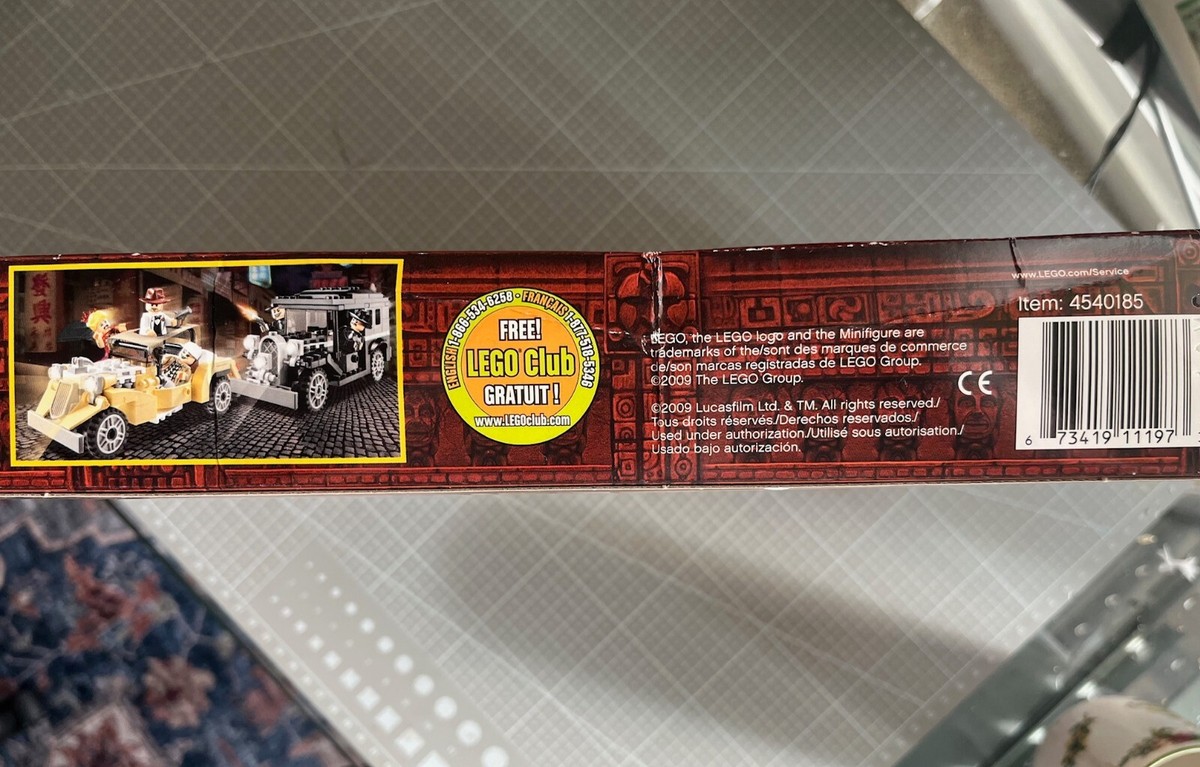 餐
典
ENGLISH 1-866-534-6258 • FRANÇAIS 1-877-518-5346
FREE!
LEGO Club
GRATUIT !
www.LEGOclub.com
LEGO, the LEGO logo and the Minifigure are
trademarks of the/sont des marques de commerce
de/son marcas registradas de LEGO Group.
©2009 The LEGO Group.
©2009 Lucasfilm Ltd. & TM. All rights reserved./
Tous droits réservés./Derechos reservados./
Used under authorization./Utilisé sous autorisation./
Usado bajo autorización.
CE
www.LEGO.com/Service
Item: 4540185
6 73419 11197